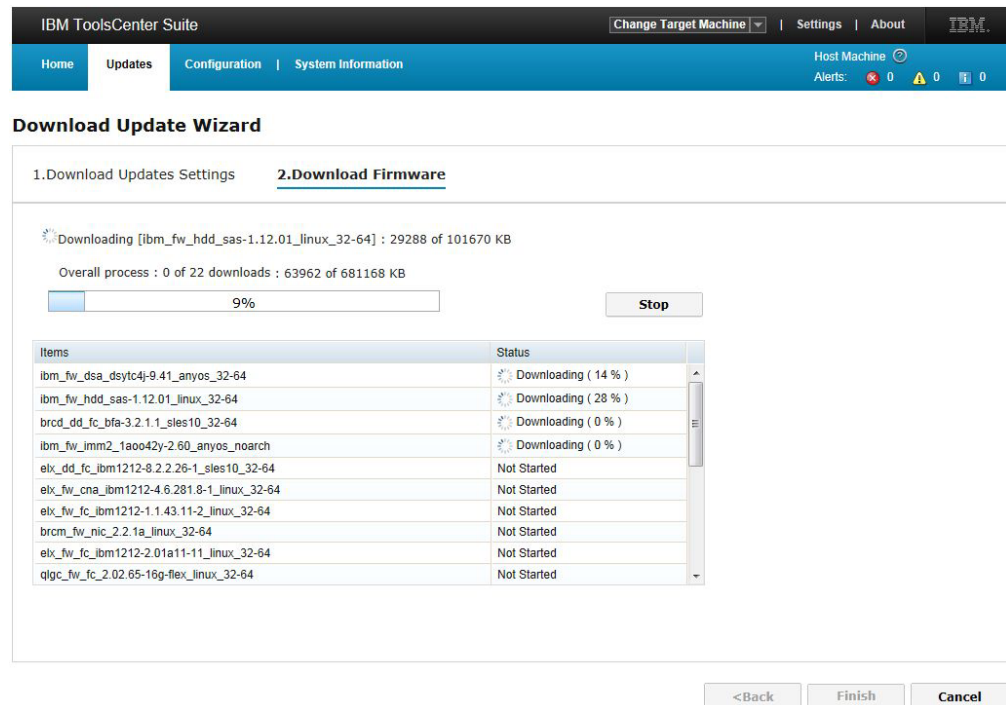 IBM ToolsCenter Suite
Change Target Machine | Settings | About IBM.
Home Updates Configuration | System Information
Host Machine ?
Alerts: 0 0 0
Download Update Wizard
1.Download Updates Settings 2.Download Firmware
Downloading [ibm_fw_hdd_sas-1.12.01_linux_32-64] : 29288 of 101670 KB
Overall process : 0 of 22 downloads : 63962 of 681168 KB
9% Stop
Items Status
ibm_fw_dsa_dsytc4j-9.41_anyos_32-64 Downloading ( 14 % )
ibm_fw_hdd_sas-1.12.01_linux_32-64 Downloading ( 28 % )
brcd_dd_fc_bfa-3.2.1.1_sles10_32-64 Downloading ( 0 % )
ibm_fw_imm2_1aoo42y-2.60_anyos_noarch Downloading ( 0 % )
elx_dd_fc_ibm1212-8.2.2.26-1_sles10_32-64 Not Started
elx_fw_cna_ibm1212-4.6.281.8-1_linux_32-64 Not Started
elx_fw_fc_ibm1212-1.1.43.11-2_linux_32-64 Not Started
brcm_fw_nic_2.2.1a_linux_32-64 Not Started
elx_fw_fc_ibm1212-2.01a11-11_linux_32-64 Not Started
qlgc_fw_fc_2.02.65-16g-flex_linux_32-64 Not Started
<Back Finish Cancel